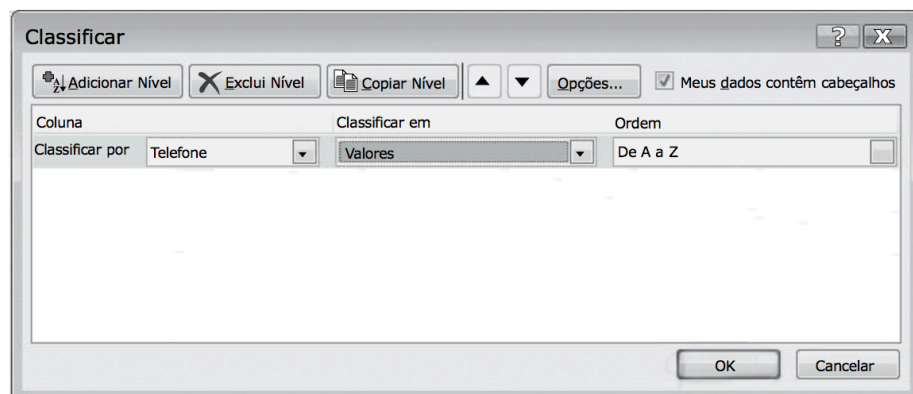 Classificar
Adicionar Nível Exclui Nível Copiar Nível Opções... Meus dados contêm cabeçalhos
Coluna Classificar em Ordem
Classificar por Telefone Valores De A a Z
OK Cancelar